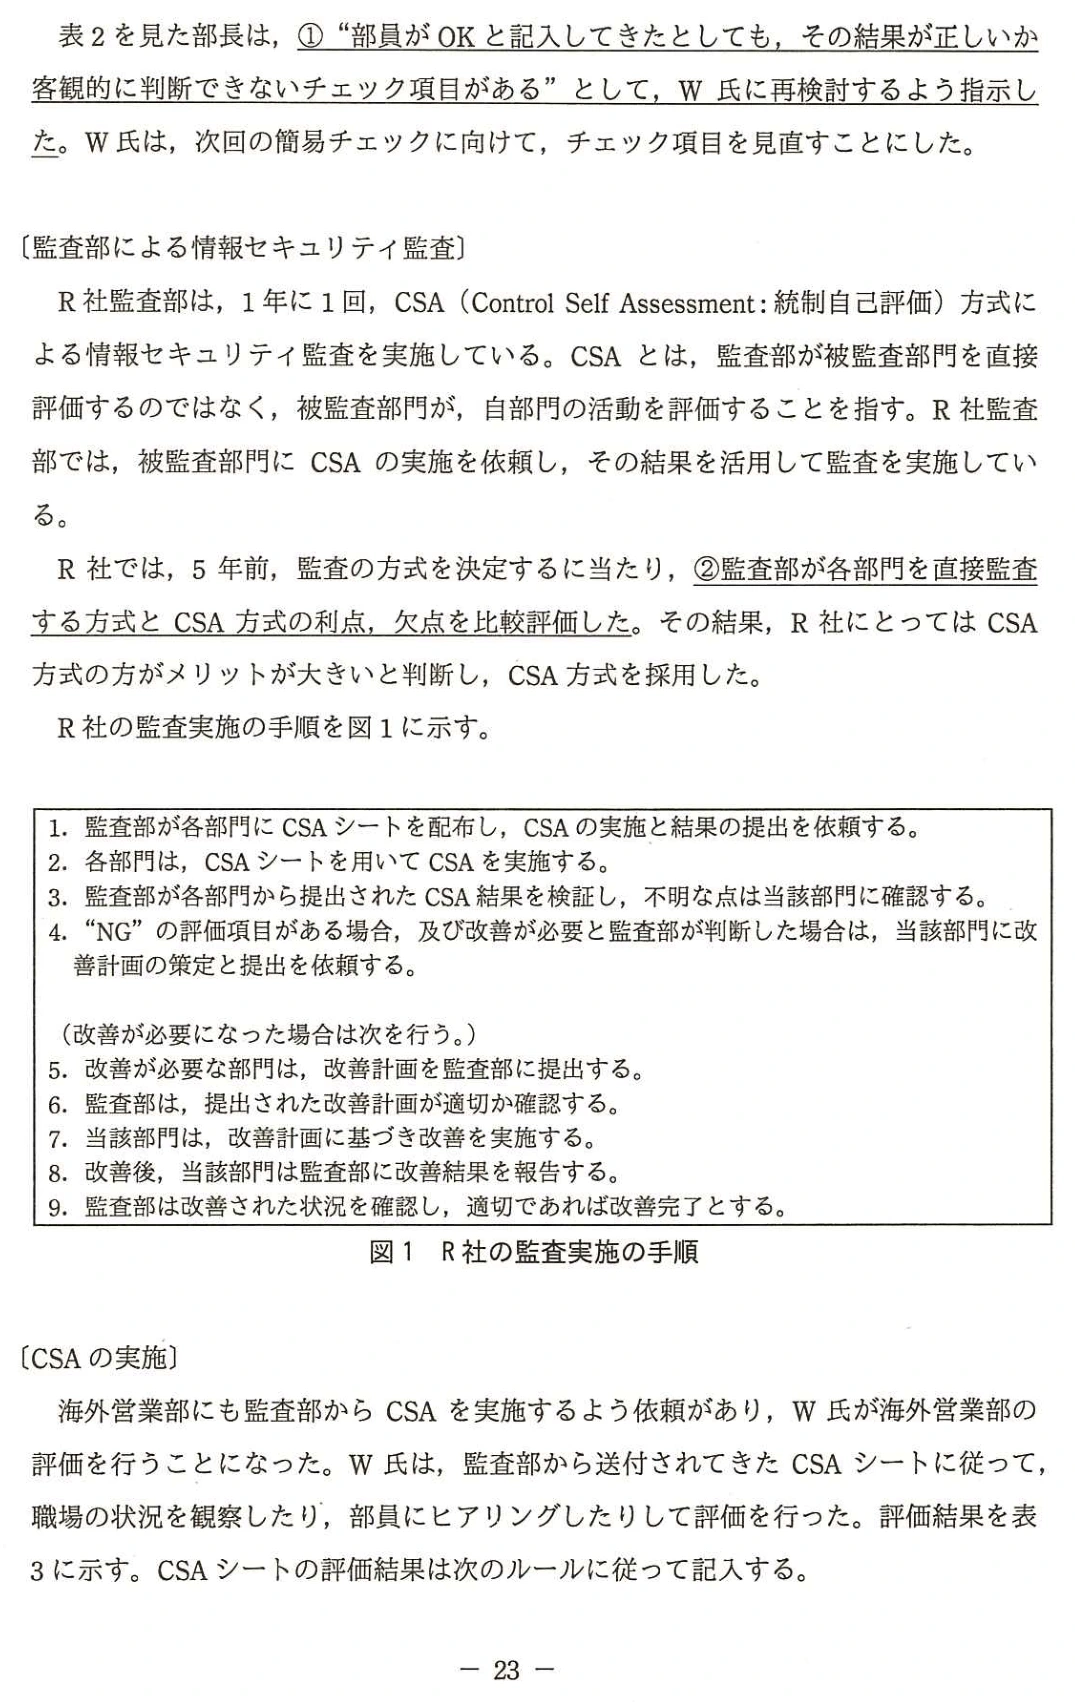 表2を見た部長は，①“部員がOKと記入してきたとしても，その結果が正しいか
客観的に判断できないチェック項目がある”として，W氏に再検討するよう指示し
た。W氏は，次回の簡易チェックに向けて，チェック項目を見直すことにした。
〔監査部による情報セキュリティ監査〕
R社監査部は，1年に1回，CSA（Control Self Assessment：統制自己評価）方式に
よる情報セキュリティ監査を実施している。CSAとは，監査部が被監査部門を直接
評価するのではなく，被監査部門が，自部門の活動を評価することを指す。R社監査
部では，被監査部門にCSAの実施を依頼し，その結果を活用して監査を実施してい
る。
R社では，5年前，監査の方式を決定するに当たり，②監査部が各部門を直接監査
する方式とCSA方式の利点，欠点を比較評価した。その結果，R社にとってはCSA
方式の方がメリットが大きいと判断し，CSA方式を採用した。
R社の監査実施の手順を図1に示す。
1．監査部が各部門にCSAシートを配布し，CSAの実施と結果の提出を依頼する。
2．各部門は，CSAシートを用いてCSAを実施する。
3．監査部が各部門から提出されたCSA結果を検証し，不明な点は当該部門に確認する。
4．“NG”の評価項目がある場合，及び改善が必要と監査部が判断した場合は，当該部門に改
善計画の策定と提出を依頼する。
（改善が必要になった場合は次を行う。）
5．改善が必要な部門は，改善計画を監査部に提出する。
6．監査部は，提出された改善計画が適切か確認する。
7．当該部門は，改善計画に基づき改善を実施する。
8．改善後，当該部門は監査部に改善結果を報告する。
9．監査部は改善された状況を確認し，適切であれば改善完了とする。
図1　R社の監査実施の手順
〔CSAの実施〕
海外営業部にも監査部からCSAを実施するよう依頼があり，W氏が海外営業部の
評価を行うことになった。W氏は，監査部から送付されてきたCSAシートに従って，
職場の状況を観察したり，部員にヒアリングしたりして評価を行った。評価結果を表
3に示す。CSAシートの評価結果は次のルールに従って記入する。
－ 23 －